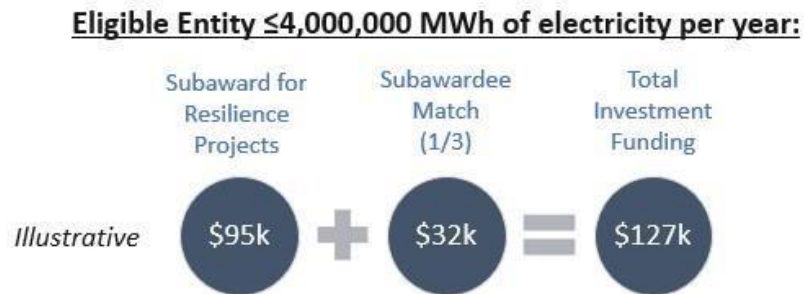 Eligible Entity ≤4,000,000 MWh of electricity per year:
Subaward for
Resilience
Projects
Subawardee
Match
(1/3)
Total
Investment
Funding
Illustrative
$95k
$32k
$127k